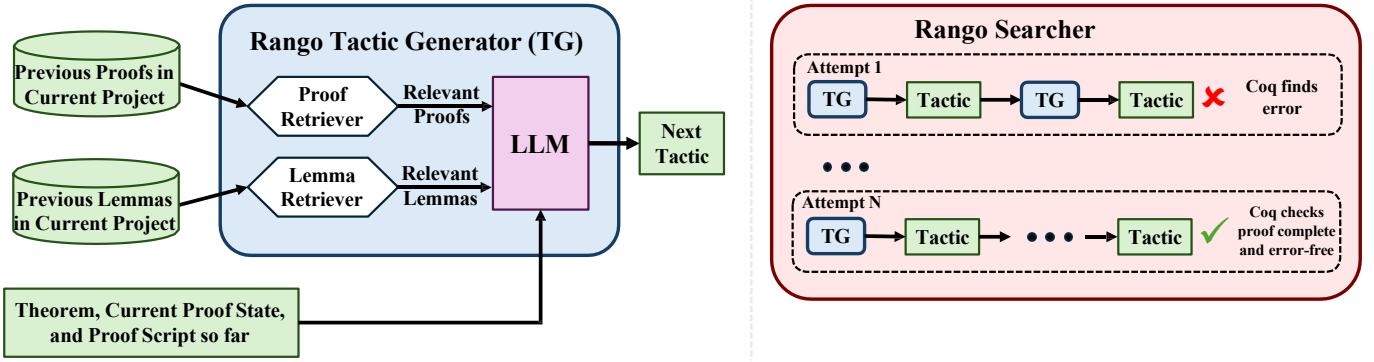 Rango Tactic Generator (TG)
Previous Proofs in
Current Project
Proof
Retriever
Relevant
Proofs
LLM
Next
Tactic
Previous Lemmas
in Current Project
Lemma
Retriever
Relevant
Lemmas
Theorem, Current Proof State,
and Proof Script so far
Rango Searcher
Attempt 1
TG
Tactic
TG
Tactic
Coq finds
error
Attempt N
TG
Tactic
Tactic
Coq checks
proof complete
and error-free